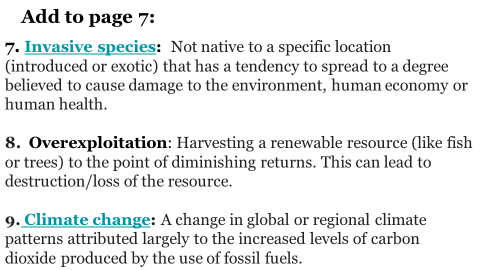 Add to page 7:
7. Invasive species: Not native to a specific location
(introduced or exotic) that has a tendency to spread to a degree
believed to cause damage to the environment, human economy or
human health.
8. Overexploitation: Harvesting a renewable resource (like fish
or trees) to the point of diminishing returns. This can lead to
destruction/loss of the resource.
9. Climate change: A change in global or regional climate
patterns attributed largely to the increased levels of carbon
dioxide produced by the use of fossil fuels.